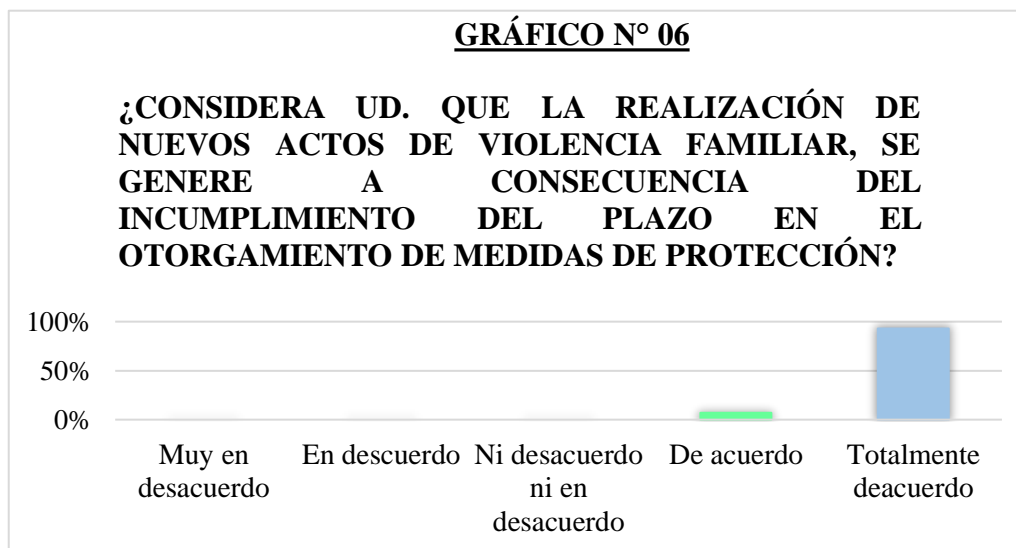 GRÁFICO N° 06
¿CONSIDERA UD. QUE LA REALIZACIÓN DE
NUEVOS ACTOS DE VIOLENCIA FAMILIAR, SE
GENERE A CONSECUENCIA DEL
INCUMPLIMIENTO DEL PLAZO EN EL
OTORGAMIENTO DE MEDIDAS DE PROTECCIÓN?
100%
50%
0%
Muy en
desacuerdo
En descuerdo
Ni desacuerdo
ni en
desacuerdo
De acuerdo
Totalmente
deacuerdo